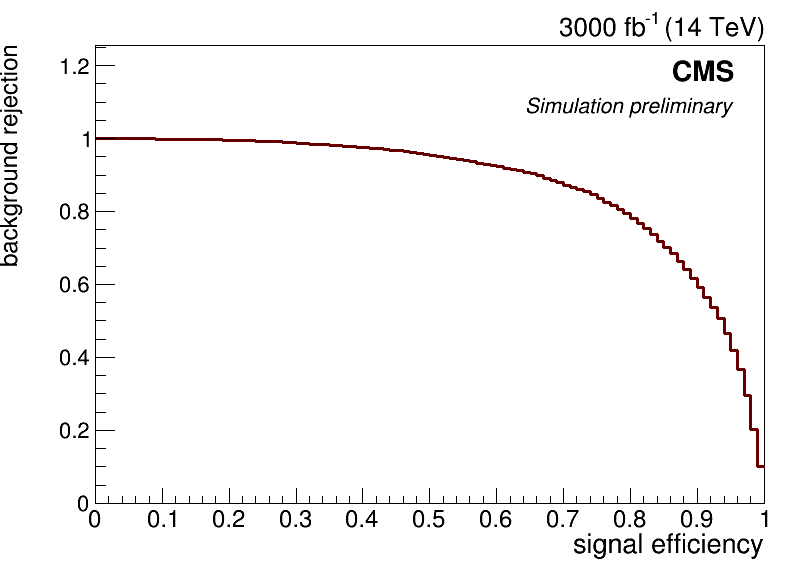 3000 fb-1 (14 TeV)
CMS
Simulation preliminary
background rejection
1.2
1
0.8
0.6
0.4
0.2
0
0 0.1 0.2 0.3 0.4 0.5 0.6 0.7 0.8 0.9 1
signal efficiency